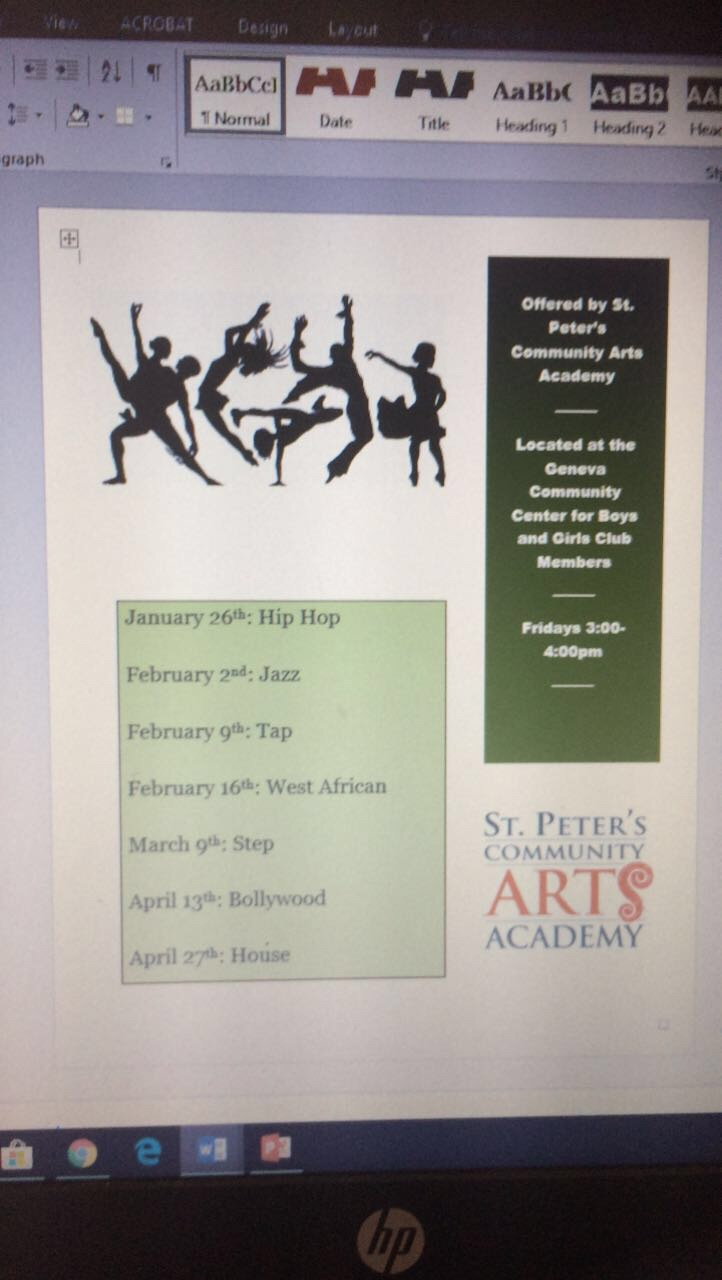 View ACROBAT Design Layout
graph
AaBbCcI
¶ Normal
Date
Title
AaBb(
Heading 1
AaBb
Heading 2
Offered by St.
Peter's
Community Arts
Academy
Located at the
Geneva
Community
Center for Boys
and Girls Club
Members
Fridays 3:00-
4:00pm
January 26th: Hip Hop
February 2nd: Jazz
February 9th: Tap
February 16th: West African
March 9th: Step
April 13th: Bollywood
April 27th: House
ST. PETER'S
COMMUNITY
ARTS
ACADEMY
hp